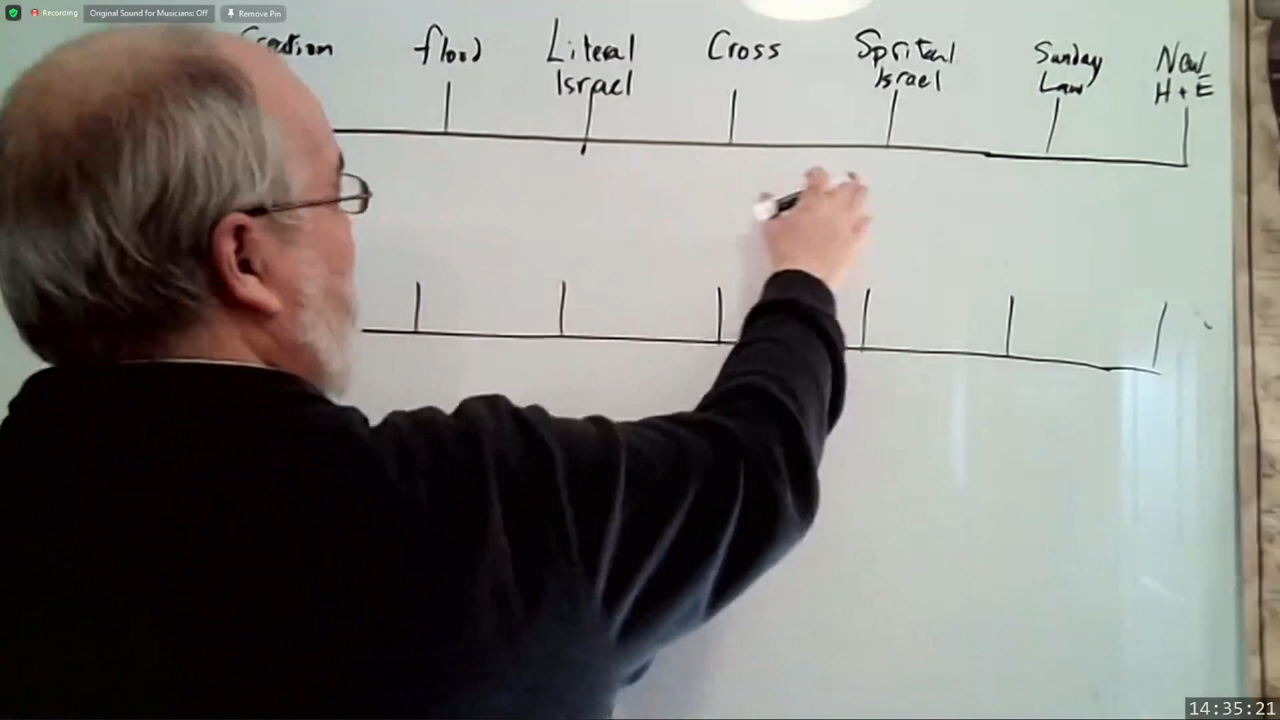 Recording
Original Sound for Musicians: Off
Remove Pin
Creation flood Literal Cross Spritual Sunday New
Israel Israel Law H + E
14:35:21